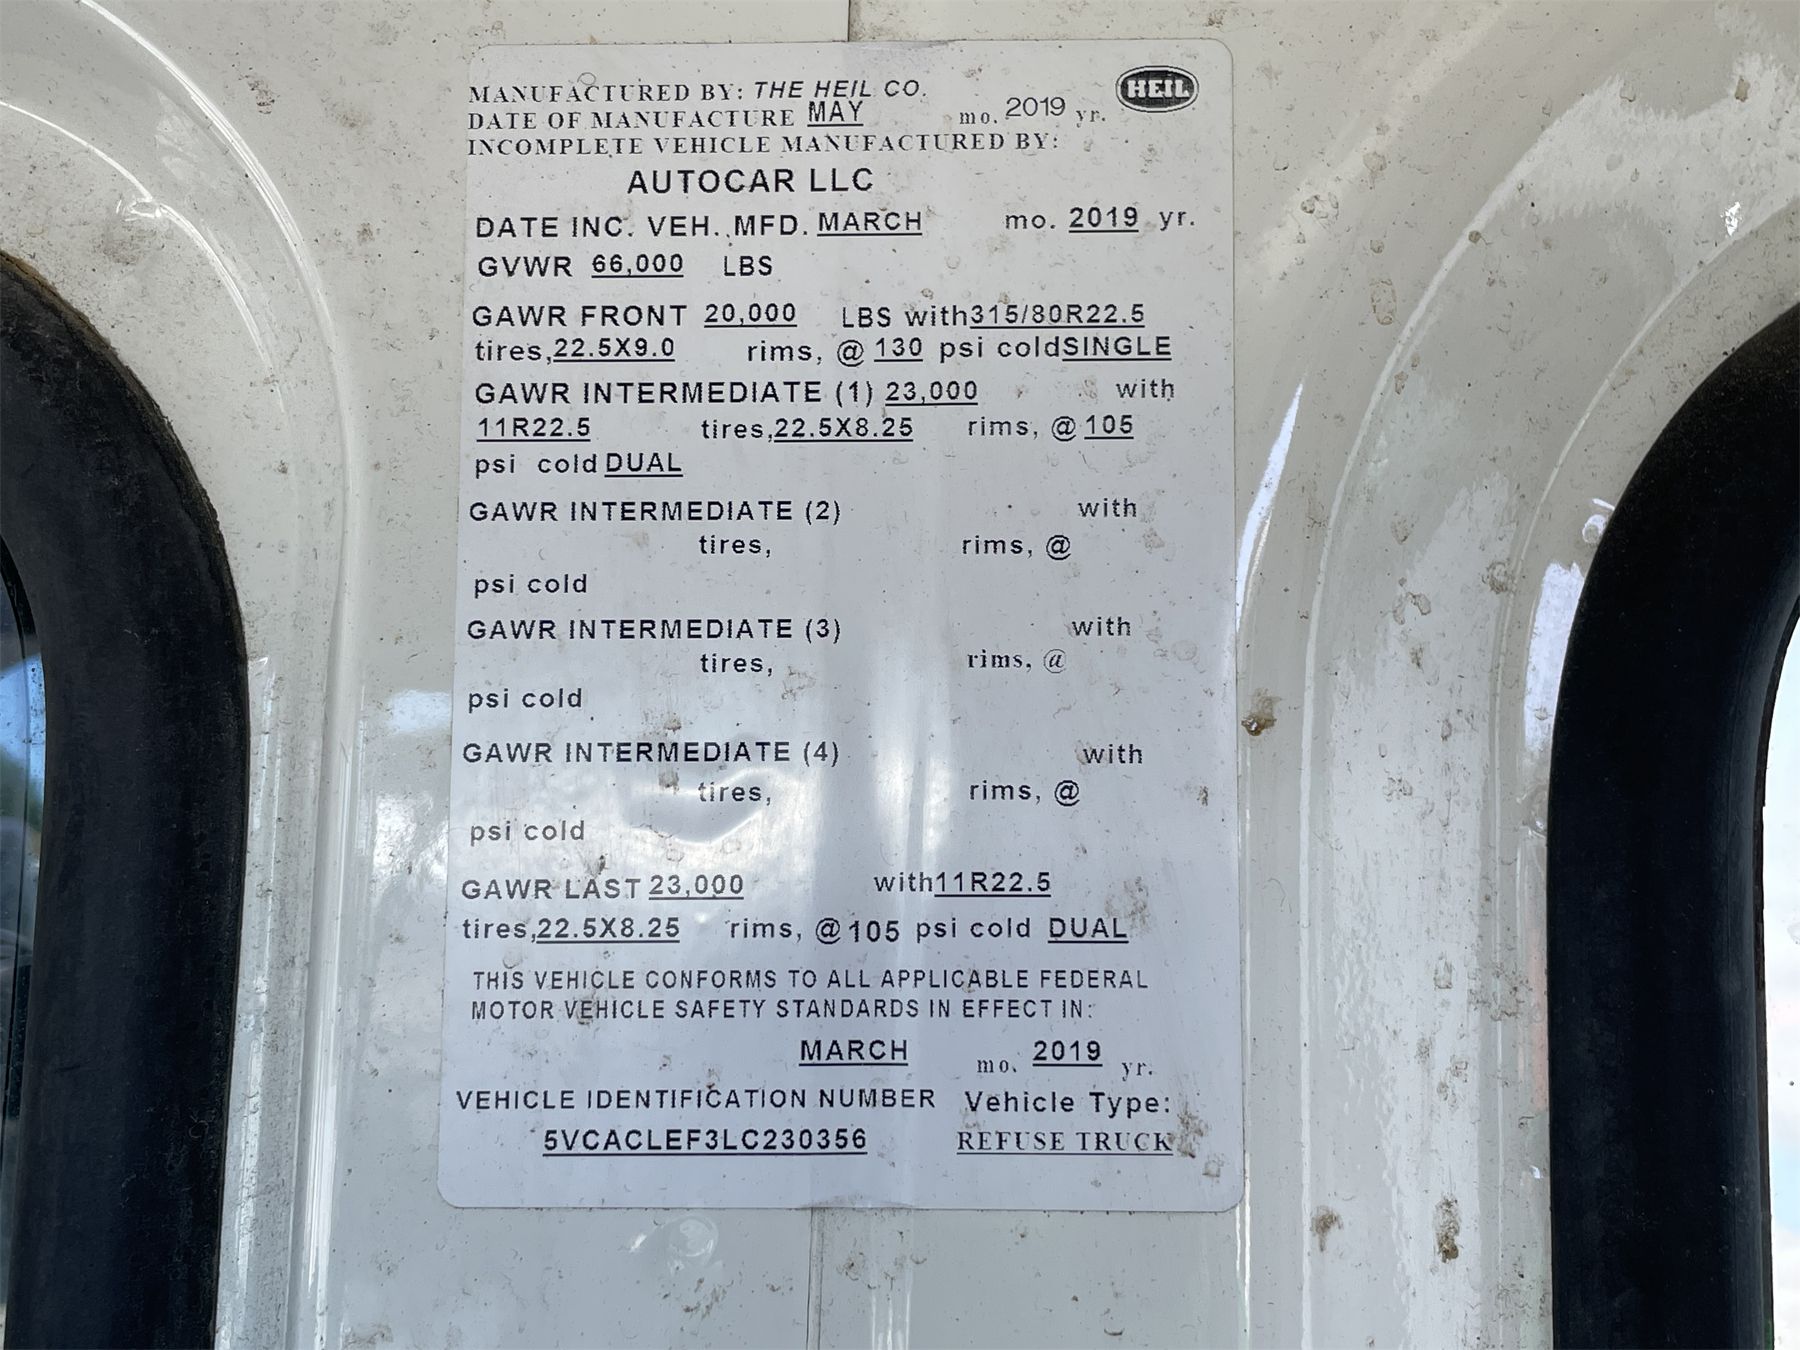 MANUFACTURED BY: THE HEIL CO.
HEIL
DATE OF MANUFACTURE MAY mo. 2019 yr.
INCOMPLETE VEHICLE MANUFACTURED BY:
AUTOCAR LLC
DATE INC. VEH. MFD. MARCH mo. 2019 yr.
GVWR 66,000 LBS
GAWR FRONT 20,000 LBS with 315/80R22.5
tires, 22.5X9.0 rims, @ 130 psi cold SINGLE
GAWR INTERMEDIATE (1) 23,000 with
11R22.5 tires, 22.5X8.25 rims, @ 105
psi cold DUAL
GAWR INTERMEDIATE (2) with
tires, rims, @
psi cold
GAWR INTERMEDIATE (3) with
tires, rims, @
psi cold
GAWR INTERMEDIATE (4) with
tires, rims, @
psi cold
GAWR LAST 23,000 with 11R22.5
tires, 22.5X8.25 rims, @ 105 psi cold DUAL
THIS VEHICLE CONFORMS TO ALL APPLICABLE FEDERAL
MOTOR VEHICLE SAFETY STANDARDS IN EFFECT IN:
MARCH mo. 2019 yr.
VEHICLE IDENTIFICATION NUMBER Vehicle Type:
5VCACLEF3LC230356 REFUSE TRUCK